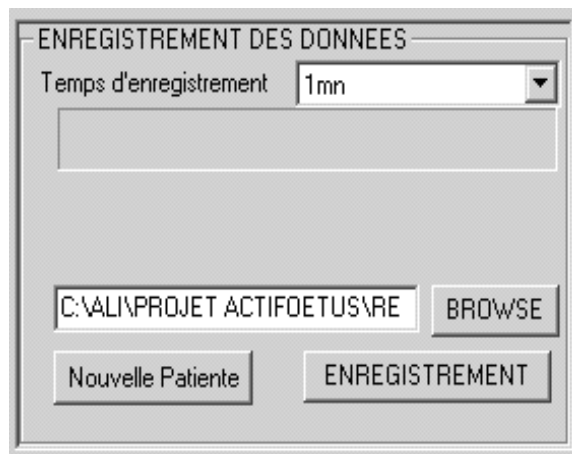 ENREGISTREMENT DES DONNEES
Temps d'enregistrement 1mn
C:\ALI\PROJET ACTIFOETUS\RE BROWSE
Nouvelle Patiente ENREGISTREMENT